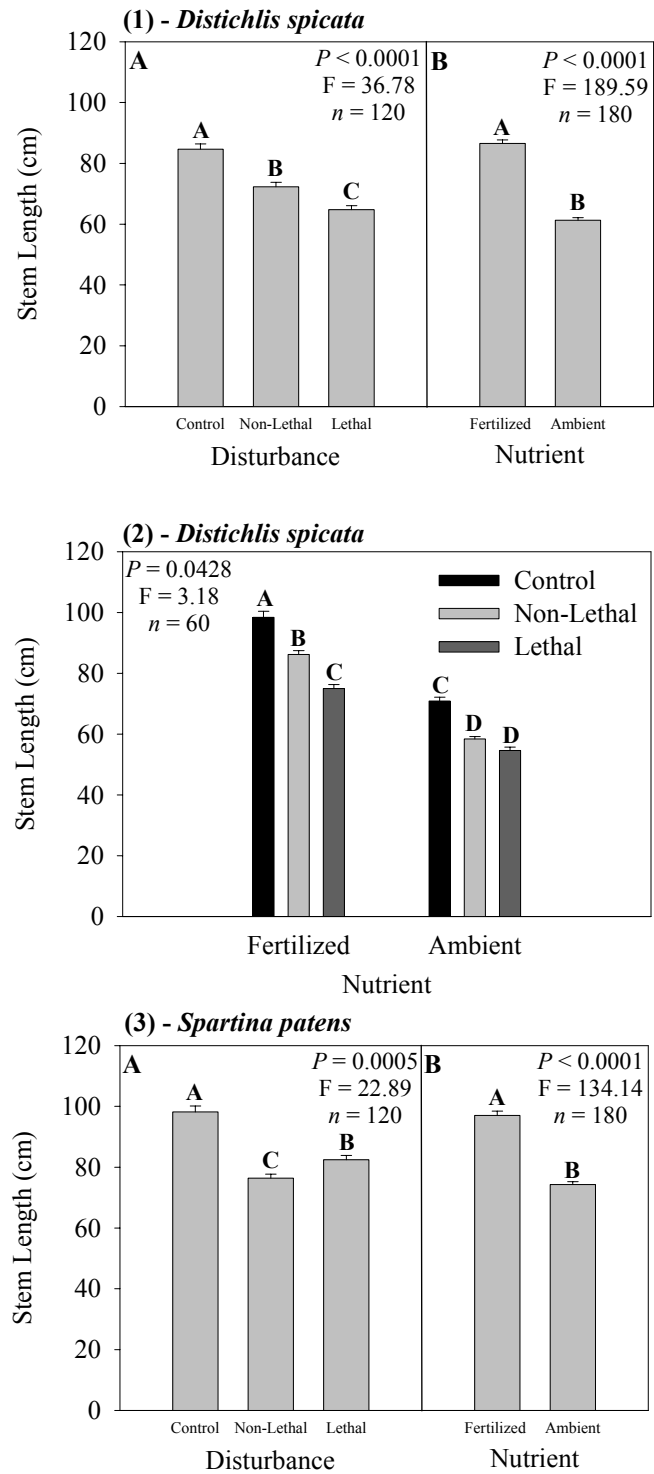 (1) - Distichlis spicata
120
100
80
60
40
20
0
Stem Length (cm)
A
P < 0.0001
F = 36.78
n = 120
A
B
C
Control Non-Lethal Lethal
Disturbance
B
P < 0.0001
F = 189.59
n = 180
A
B
Fertilized Ambient
Nutrient
(2) - Distichlis spicata
120
100
80
60
40
20
0
Stem Length (cm)
P = 0.0428
F = 3.18
n = 60
A
B
C
C
D
D
Control
Non-Lethal
Lethal
Fertilized Ambient
Nutrient
(3) - Spartina patens
120
100
80
60
40
20
0
Stem Length (cm)
A
P = 0.0005
F = 22.89
n = 120
A
C
B
Control Non-Lethal Lethal
Disturbance
B
P < 0.0001
F = 134.14
n = 180
A
B
Fertilized Ambient
Nutrient